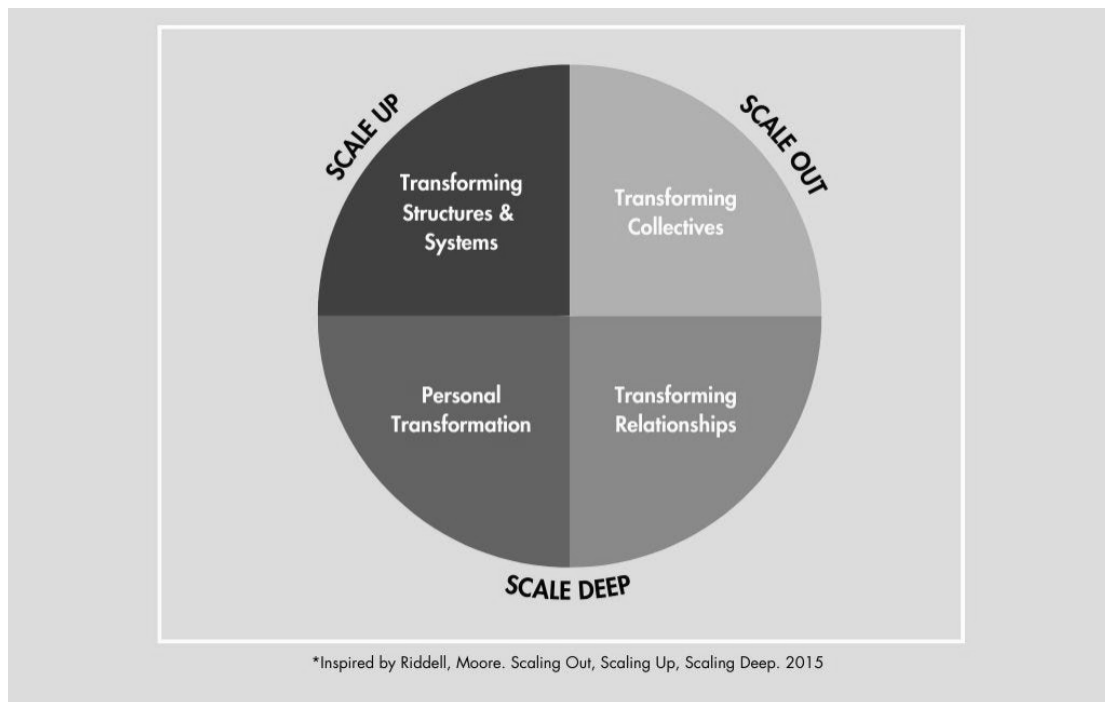 SCALE UP
SCALE OUT
Transforming
Structures &
Systems
Transforming
Collectives
Personal
Transformation
Transforming
Relationships
SCALE DEEP
*Inspired by Riddell, Moore. Scaling Out, Scaling Up, Scaling Deep. 2015